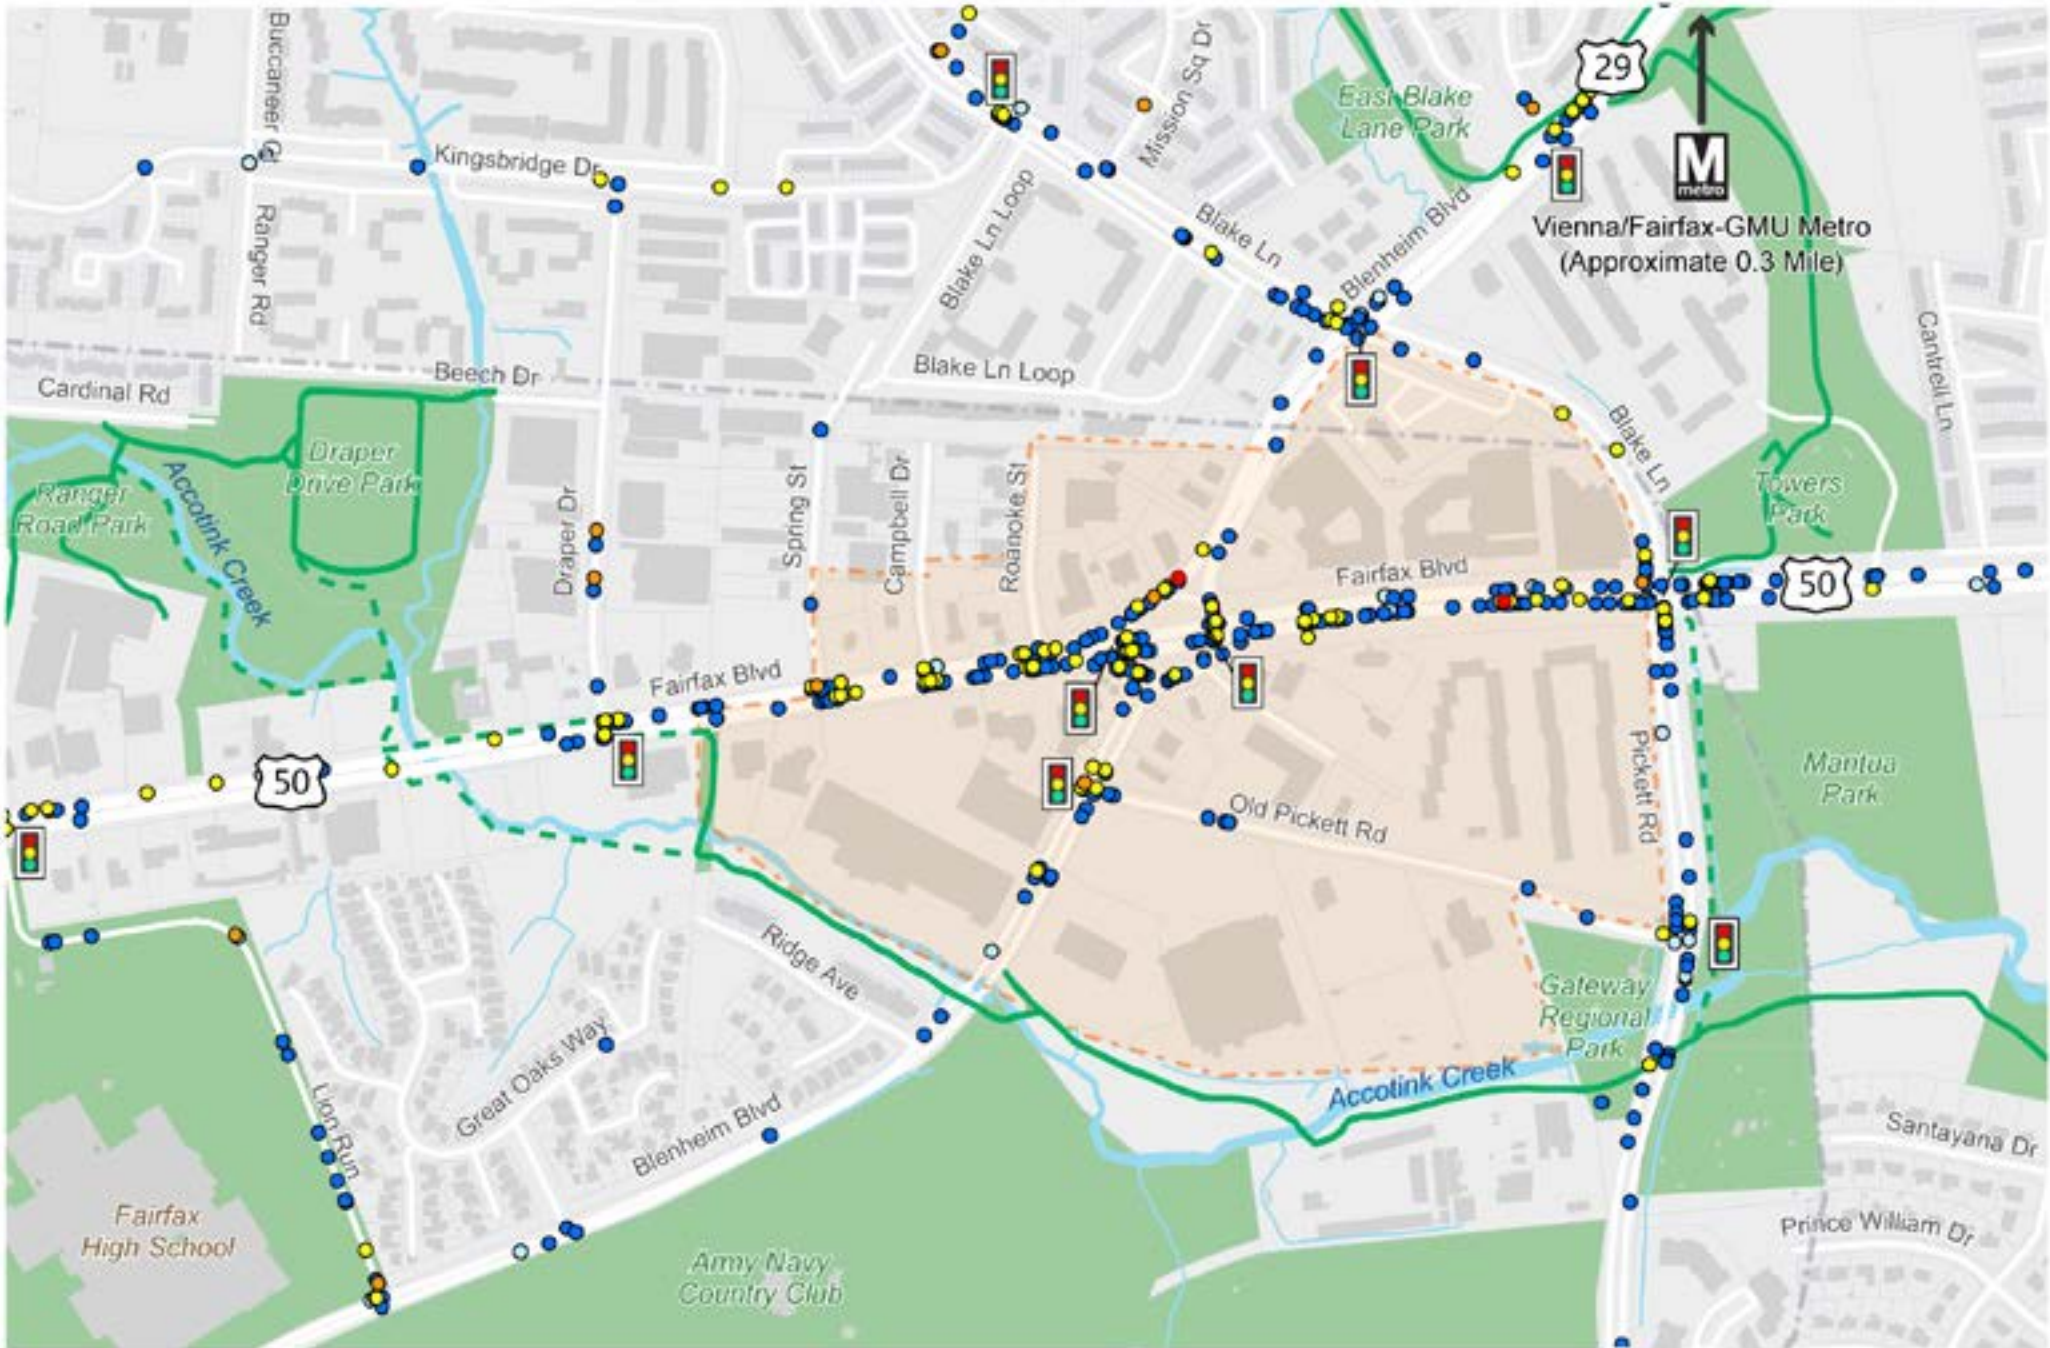 Buccaneer Ct
Mission Sq Dr
29
East Blake
Lane Park
Kingsbridge Dr
M
metro
Vienna/Fairfax-GMU Metro
(Approximate 0.3 Mile)
Ranger Rd
Blake Ln Loop
Blake Ln
Blenheim Blvd
Cantrell Ln
Beech Dr
Blake Ln Loop
Cardinal Rd
Draper
Drive Park
Blake Ln
Ranger
Road Park
Accotink Creek
Draper Dr
Spring St
Campbell Dr
Roanoke St
Towers
Park
Fairfax Blvd
50
Fairfax Blvd
50
Pickett Rd
Mantua
Park
Old Pickett Rd
Ridge Ave
Gateway
Regional
Park
Great Oaks Way
Accotink Creek
Lion Run
Blenheim Blvd
Santayana Dr
Fairfax
High School
Prince William Dr
Army Navy
Country Club